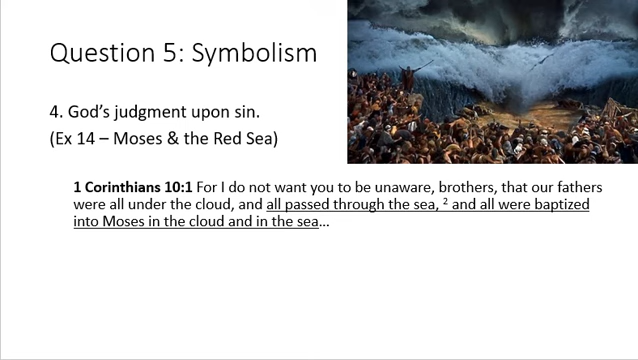 Question 5: Symbolism
4. God's judgment upon sin.
(Ex 14 – Moses & the Red Sea)
1 Corinthians 10:1 For I do not want you to be unaware, brothers, that our fathers
were all under the cloud, and all passed through the sea, ² and all were baptized
into Moses in the cloud and in the sea…